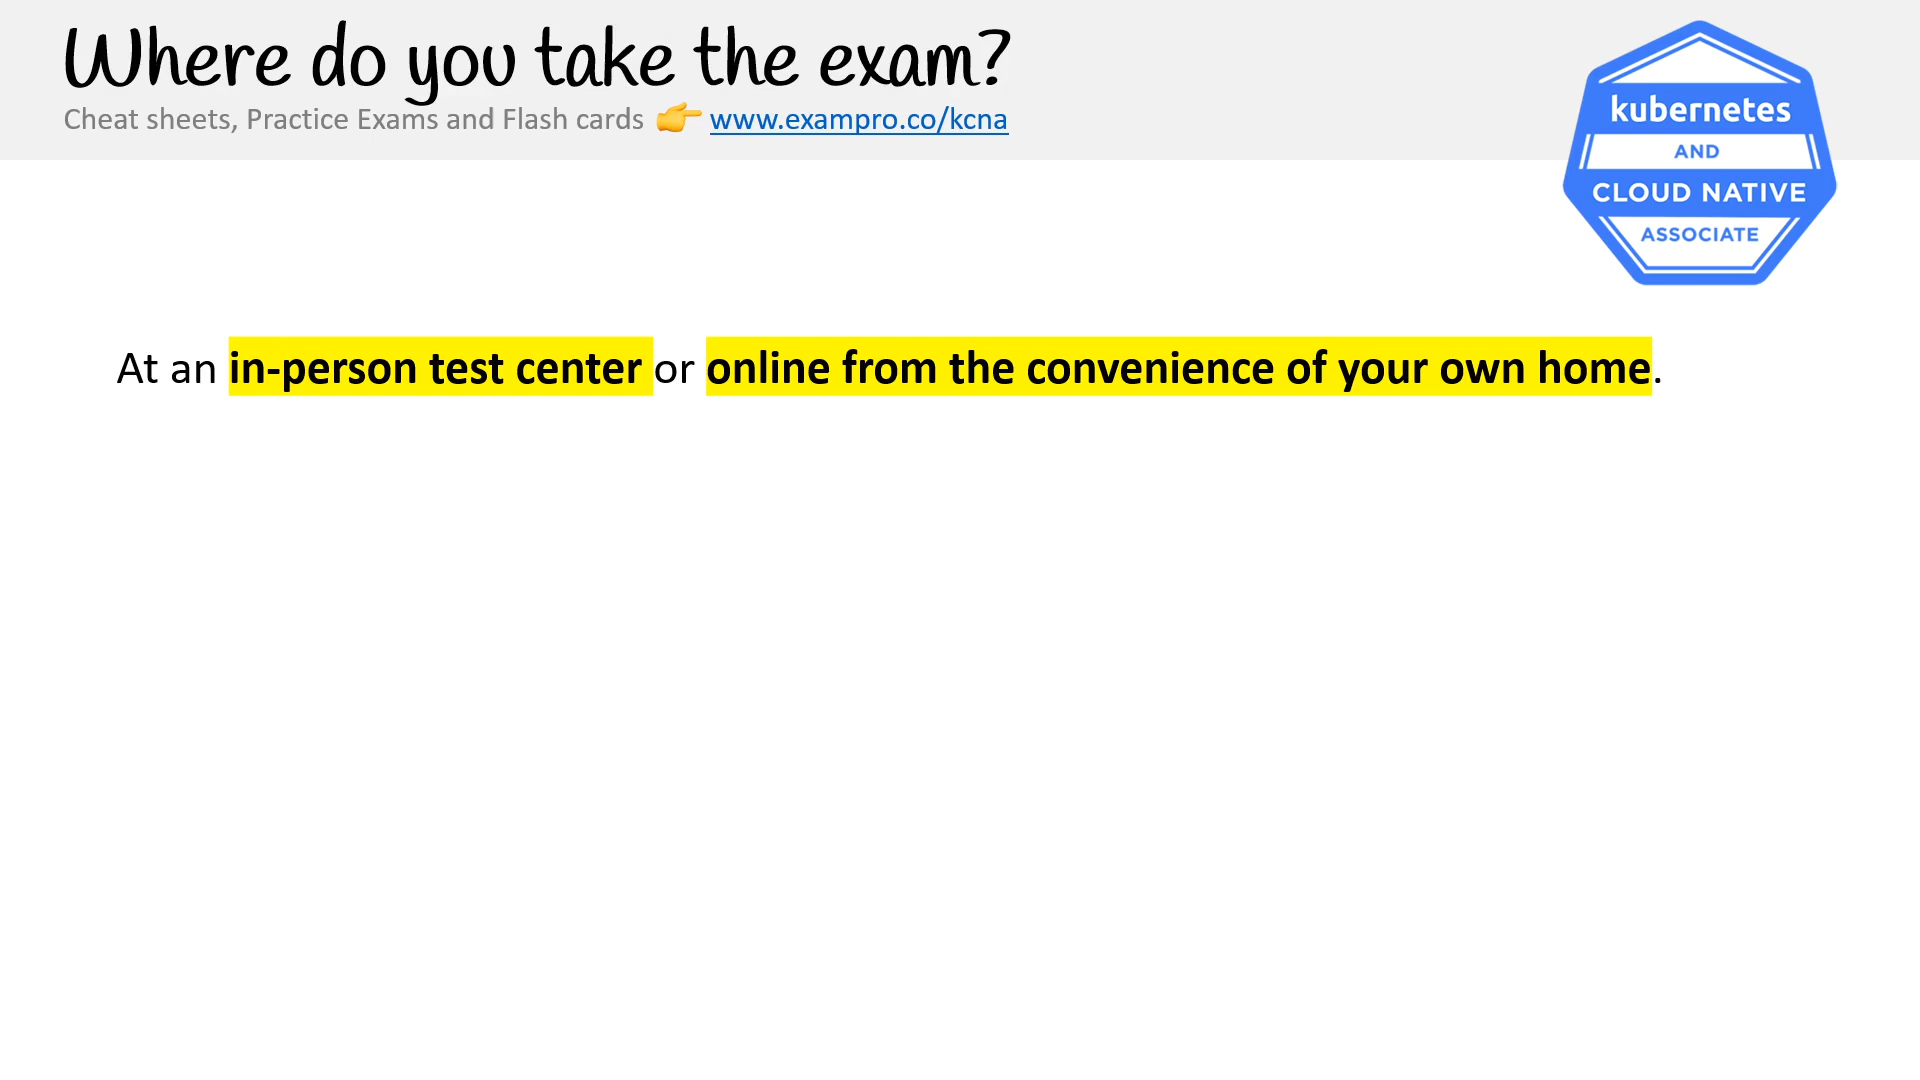 Where do you take the exam?
Cheat sheets, Practice Exams and Flash cards 👉 www.exampro.co/kcna
kubernetes
AND
CLOUD NATIVE
ASSOCIATE
At an in-person test center or online from the convenience of your own home.